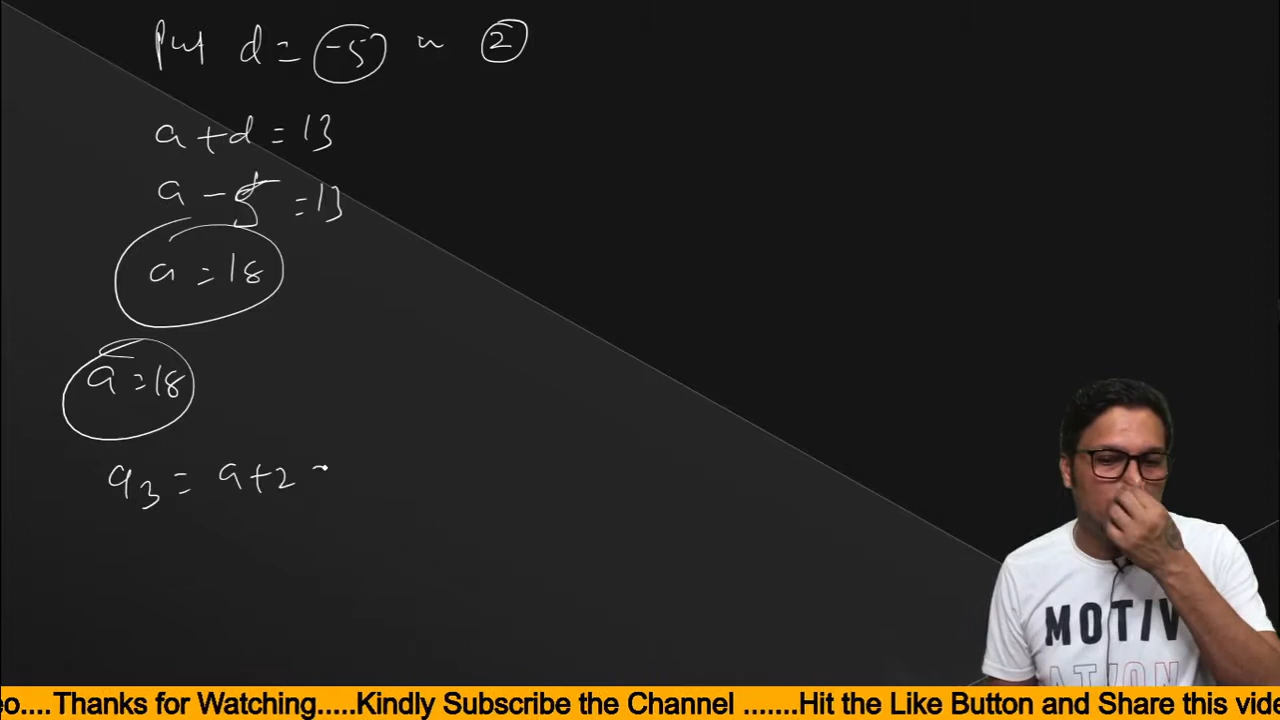 Put d = -5 in 2
a + d = 13
a - 5 = 13
a = 18
a = 18
a3 = a + 2
MOTIV
ATION
eo....Thanks for Watching.....Kindly Subscribe the Channel .......Hit the Like Button and Share this vide